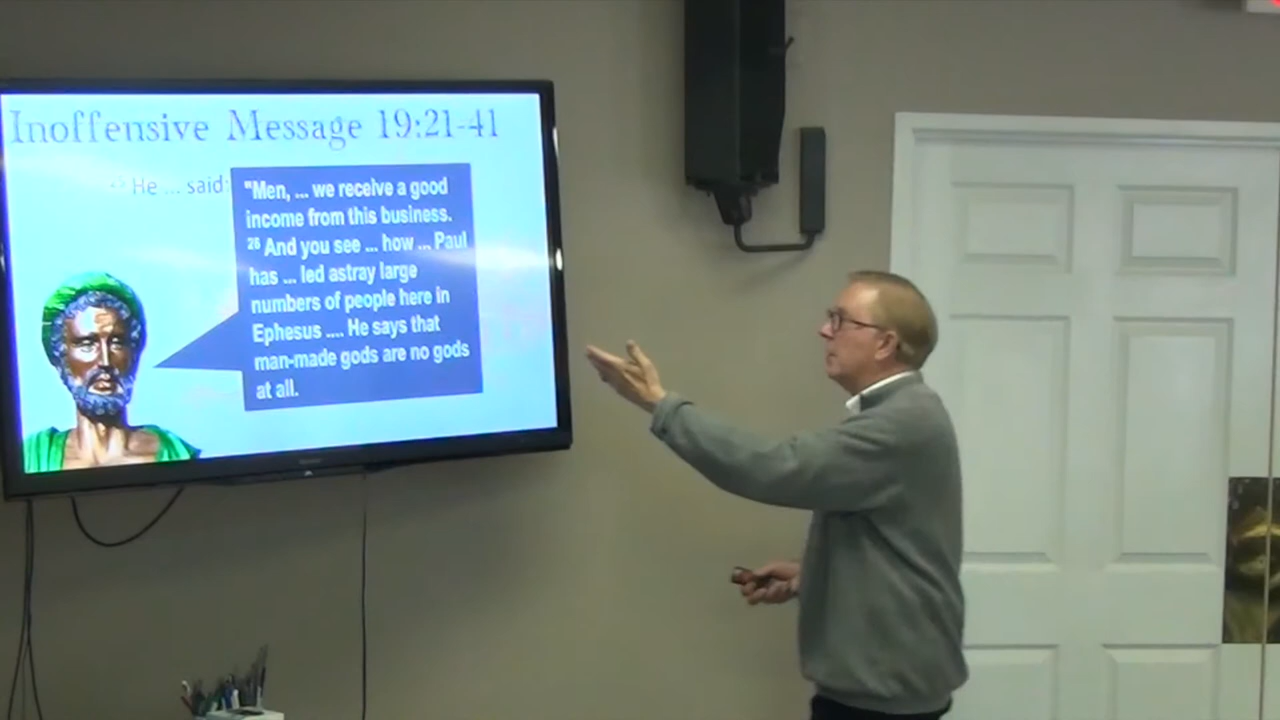 Inoffensive Message 19:21-41
He ... said:
"Men, ... we receive a good
income from this business.
26 And you see ... how ... Paul
has ... led astray large
numbers of people here in
Ephesus .... He says that
man-made gods are no gods
at all.